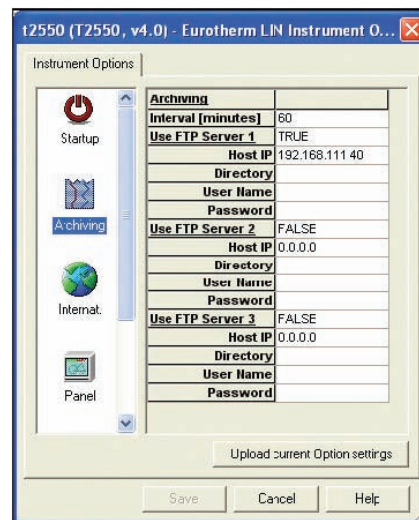 t2550 (T2550, v4.0) - Eurotherm LIN Instrument O...
Instrument Options
Startup
Archiving
Internat.
Panel
Archiving
Interval [minutes] 60
Use FTP Server 1 TRUE
Host IP 192.168.111.40
Directory
User Name
Password
Use FTP Server 2 FALSE
Host IP 0.0.0.0
Directory
User Name
Password
Use FTP Server 3 FALSE
Host IP 0.0.0.0
Directory
User Name
Password
Upload current Option settings
Save Cancel Help